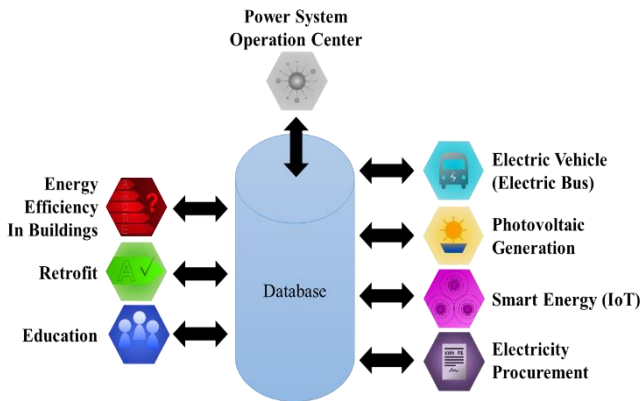 Power System
Operation Center
Energy
Efficiency
In Buildings
Retrofit
Education
Database
Electric Vehicle
(Electric Bus)
Photovoltaic
Generation
Smart Energy (IoT)
Electricity
Procurement
A
?
kWh R$